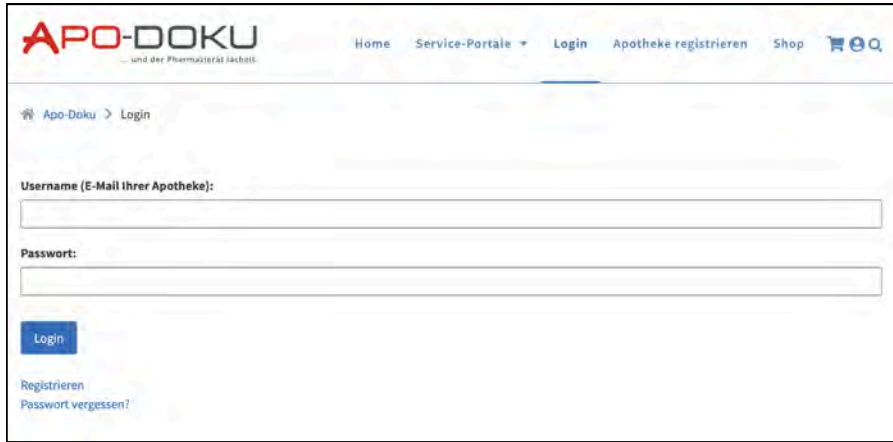 APO-DOKU
... und der Pharmazierat lächelt
Home Service-Portale Login Apotheke registrieren Shop
Apo-Doku > Login
Username (E-Mail Ihrer Apotheke):
Passwort:
Login
Registrieren
Passwort vergessen?